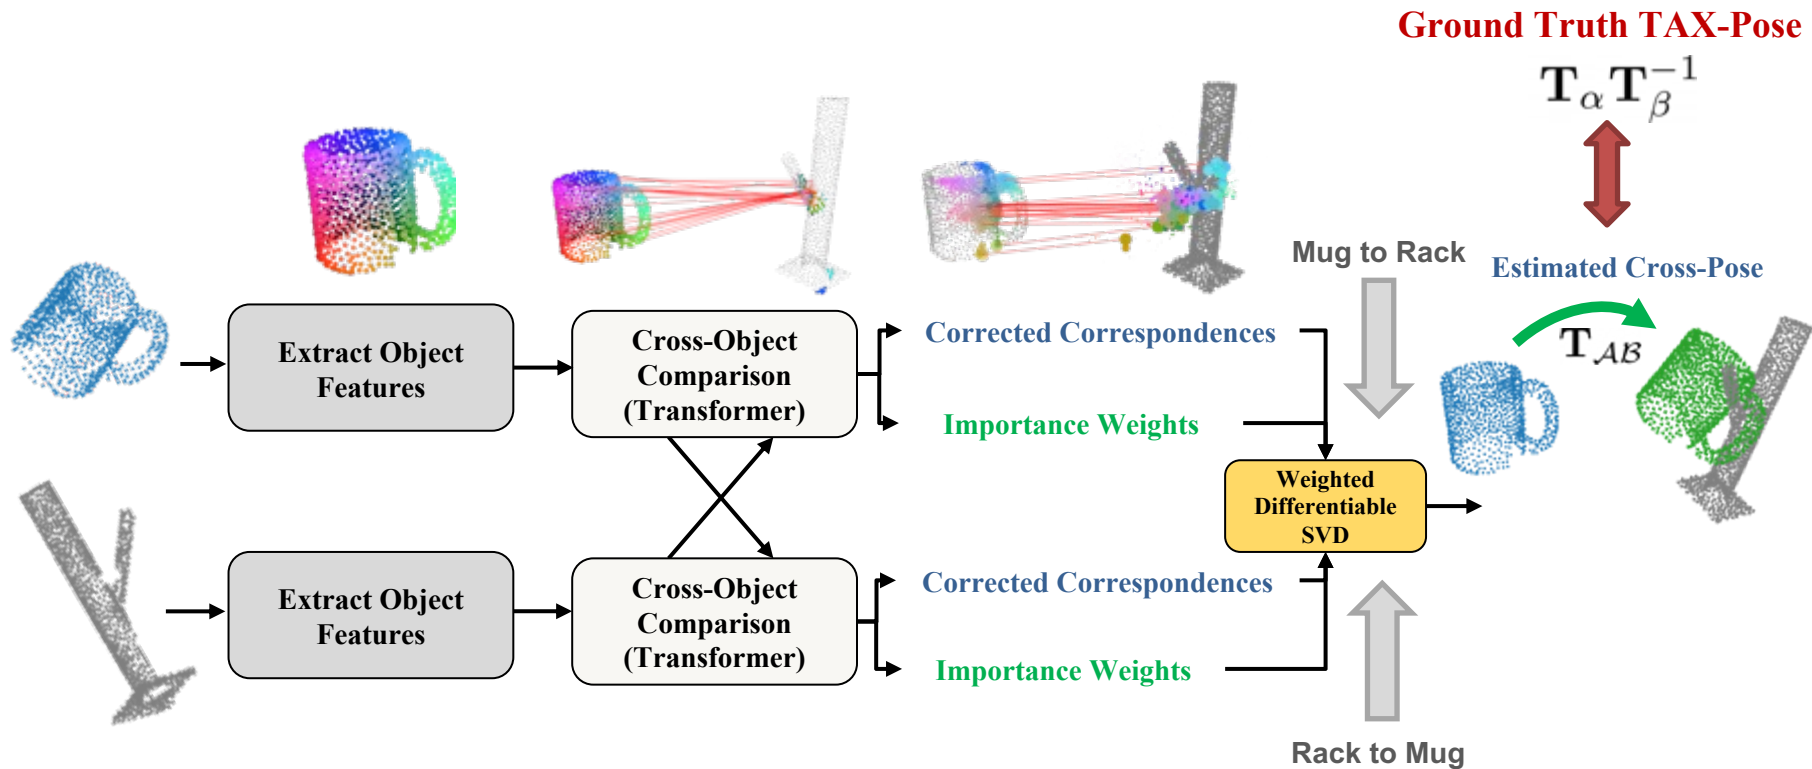 Ground Truth TAX-Pose
T_α T_β^{-1}
Mug to Rack
Estimated Cross-Pose
T_{𝒜ℬ}
Extract Object
Features
Cross-Object
Comparison
(Transformer)
Corrected Correspondences
Importance Weights
Weighted
Differentiable
SVD
Extract Object
Features
Cross-Object
Comparison
(Transformer)
Corrected Correspondences
Importance Weights
Rack to Mug